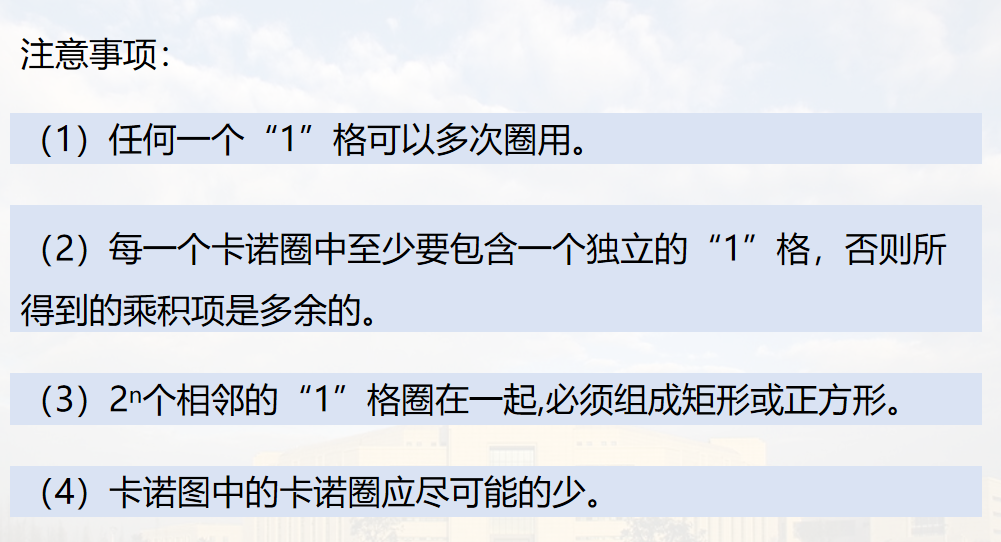 注意事项：
（1）任何一个“1”格可以多次圈用。
（2）每一个卡诺圈中至少要包含一个独立的“1”格，否则所
得到的乘积项是多余的。
（3）2ⁿ个相邻的“1”格圈在一起,必须组成矩形或正方形。
（4）卡诺图中的卡诺圈应尽可能的少。